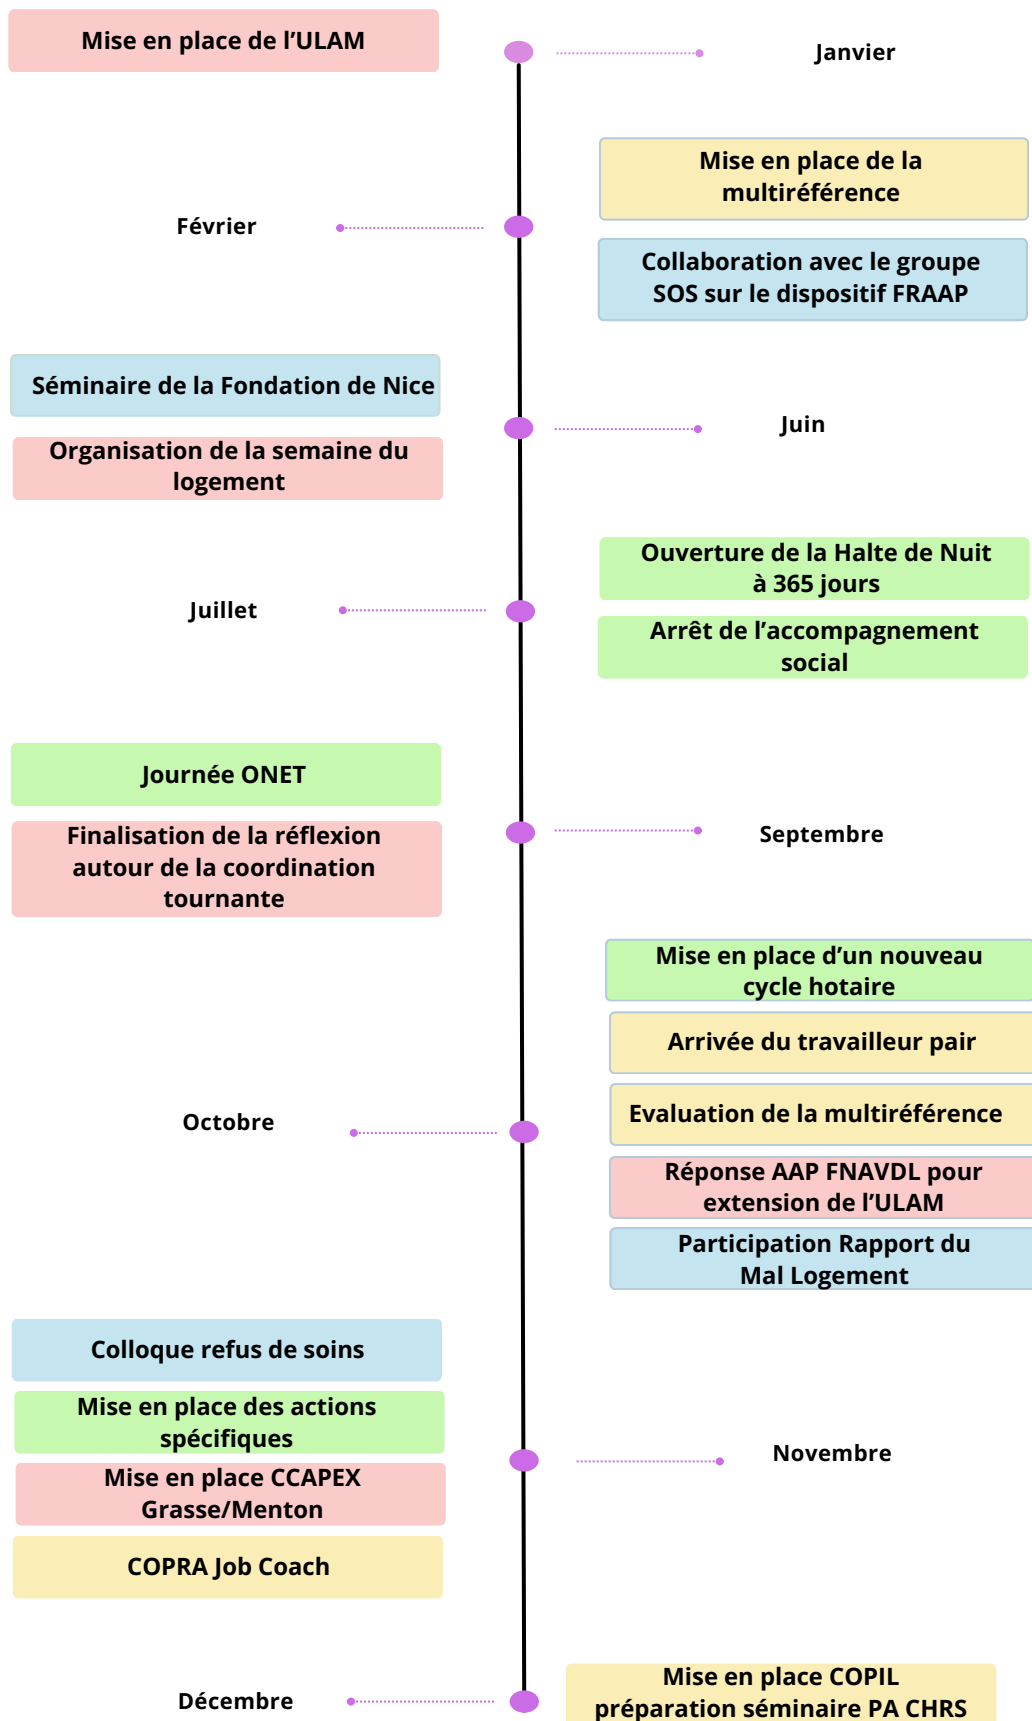 Mise en place de l’ULAM
Janvier
Mise en place de la
multiréférence
Février
Collaboration avec le groupe
SOS sur le dispositif FRAAP
Séminaire de la Fondation de Nice
Juin
Organisation de la semaine du
logement
Ouverture de la Halte de Nuit
à 365 jours
Juillet
Arrêt de l’accompagnement
social
Journée ONET
Finalisation de la réflexion
autour de la coordination
tournante
Septembre
Mise en place d’un nouveau
cycle hotaire
Arrivée du travailleur pair
Evaluation de la multiréférence
Octobre
Réponse AAP FNAVDL pour
extension de l’ULAM
Participation Rapport du
Mal Logement
Colloque refus de soins
Mise en place des actions
spécifiques
Novembre
Mise en place CCAPEX
Grasse/Menton
COPRA Job Coach
Décembre
Mise en place COPIL
préparation séminaire PA CHRS